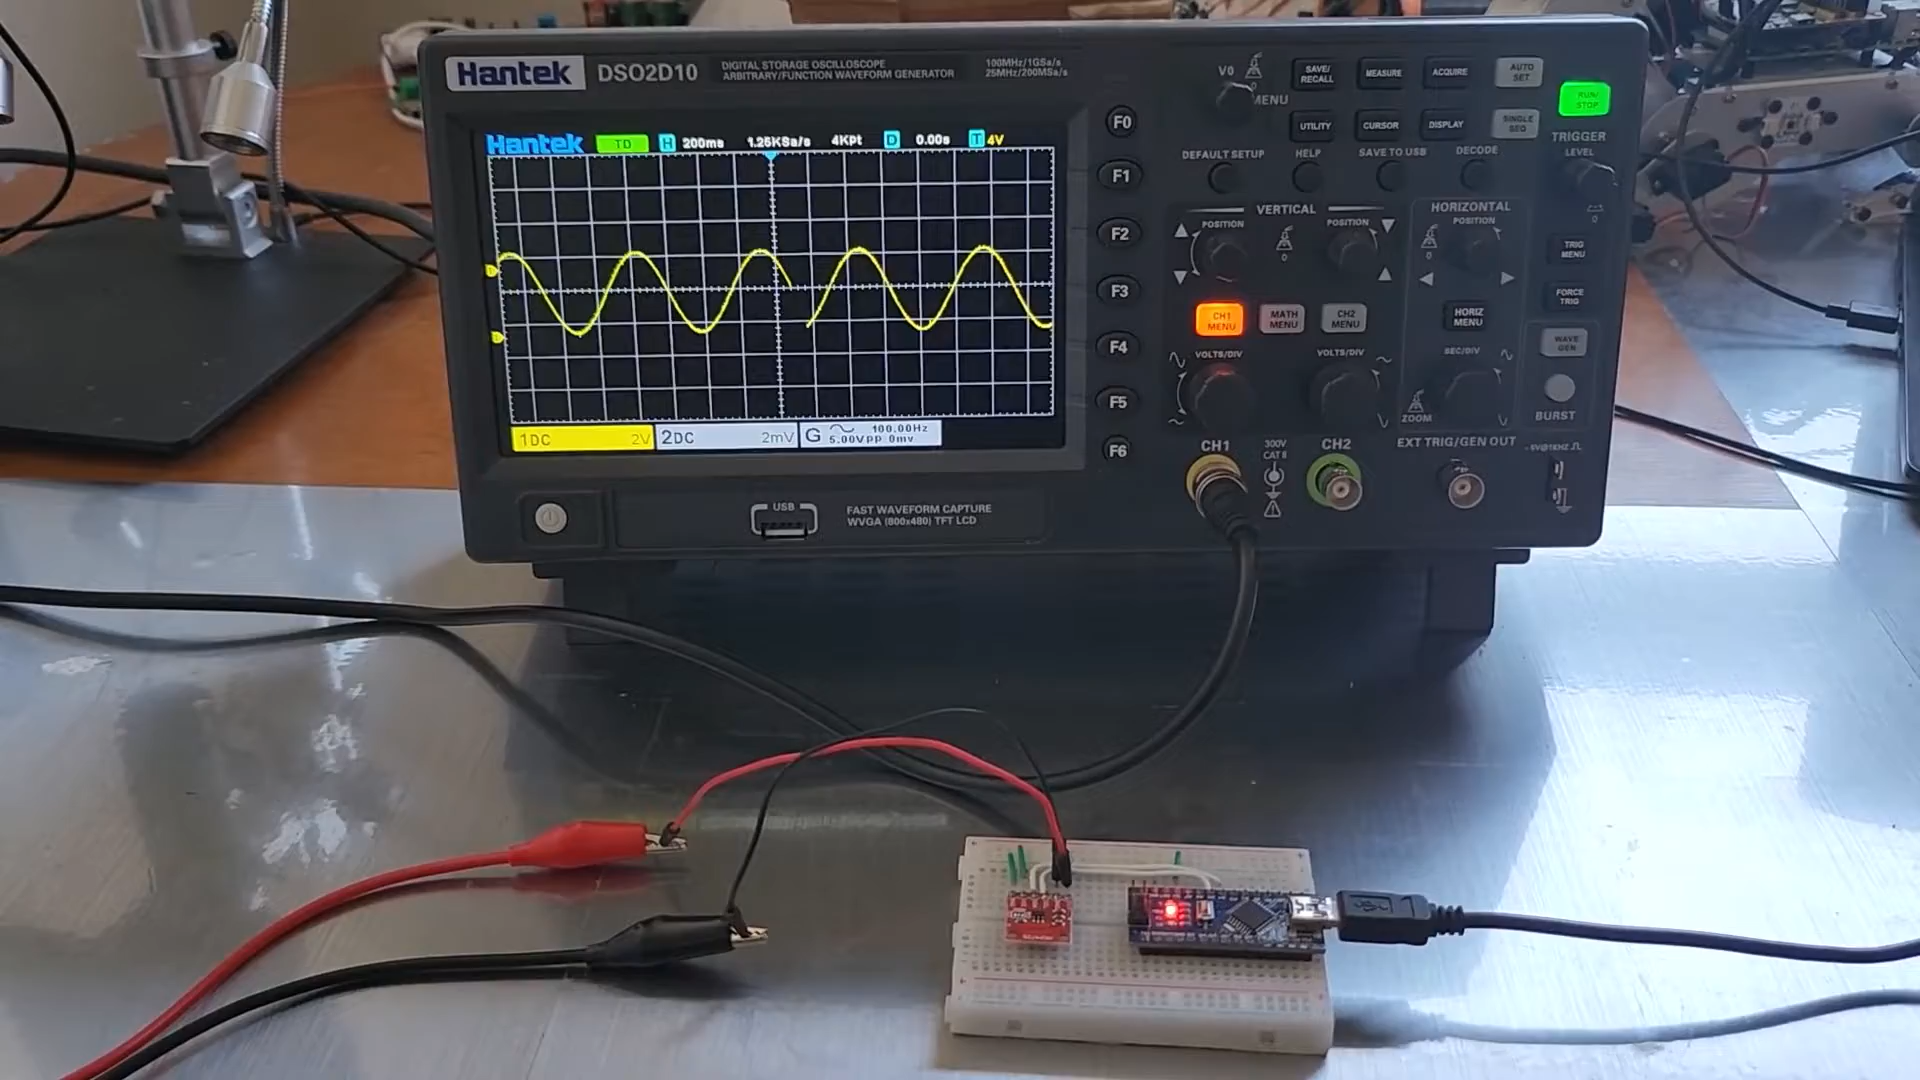 Hantek DSO2D10 DIGITAL STORAGE OSCILLOSCOPE 100MHz/1GSa/s
ARBITRARY/FUNCTION WAVEFORM GENERATOR 25MHz/200MSa/s
Hantek TD H 200ms 1.25KSa/s 4Kpt D 0.00s T 4V
1DC 2V 2DC 2mV G 100.00Hz
5.00VPP 0mv
F0
F1
F2
F3
F4
F5
F6
V0
MENU
SAVE/
RECALL
MEASURE
ACQUIRE
AUTO
SET
RUN/
STOP
UTILITY
CURSOR
DISPLAY
SINGLE
SEQ
TRIGGER
LEVEL
DEFAULT SETUP
HELP
SAVE TO USB
DECODE
VERTICAL
HORIZONTAL
POSITION
POSITION
POSITION
0
0
0
TRIG
MENU
FORCE
TRIG
CH1
MENU
MATH
MENU
CH2
MENU
HORIZ
MENU
WAVE
GEN
VOLTS/DIV
VOLTS/DIV
SEC/DIV
ZOOM
BURST
CH1
300V
CAT II
CH2
EXT TRIG/GEN OUT
USB
FAST WAVEFORM CAPTURE
WVGA (800x480) TFT LCD